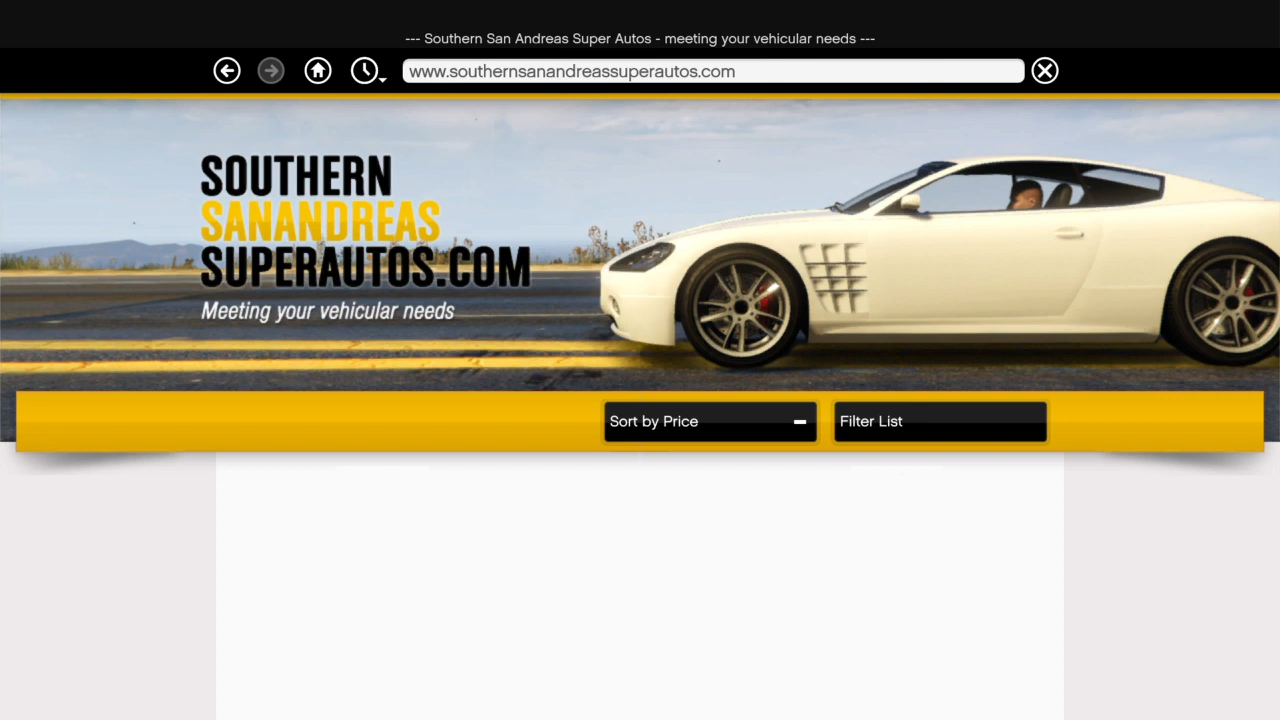 --- Southern San Andreas Super Autos - meeting your vehicular needs ---
www.southernsanandreassuperautos.com
SOUTHERN
SANANDREAS
SUPERAUTOS.COM
Meeting your vehicular needs
Sort by Price
Filter List